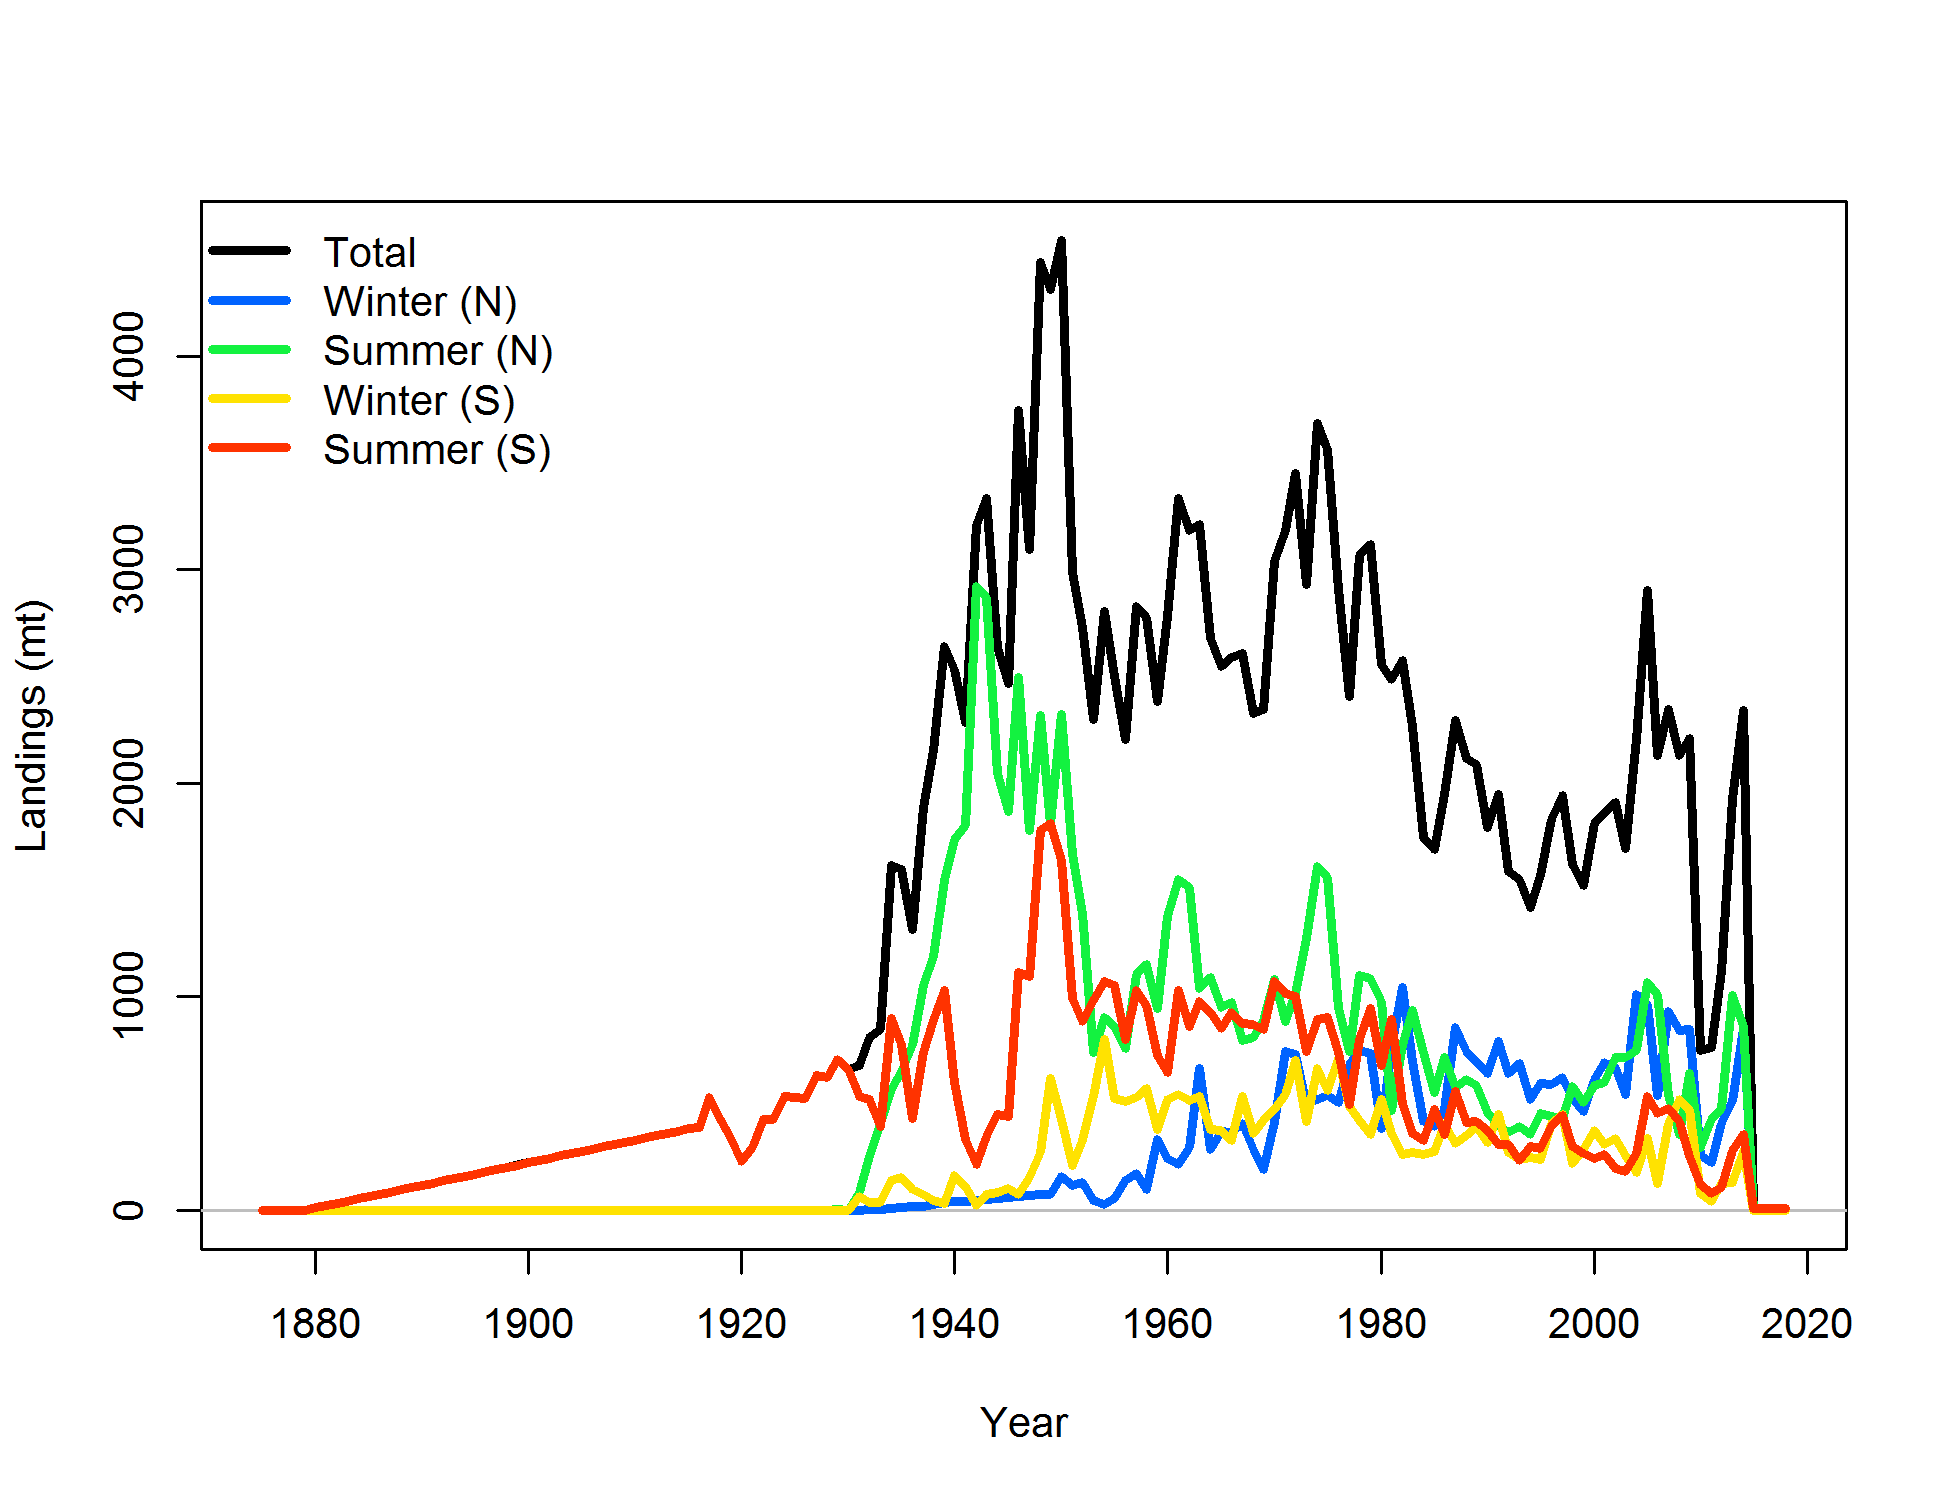 Total
Winter (N)
Summer (N)
Winter (S)
Summer (S)
Landings (mt)
4000
3000
2000
1000
0
1880 1900 1920 1940 1960 1980 2000 2020
Year